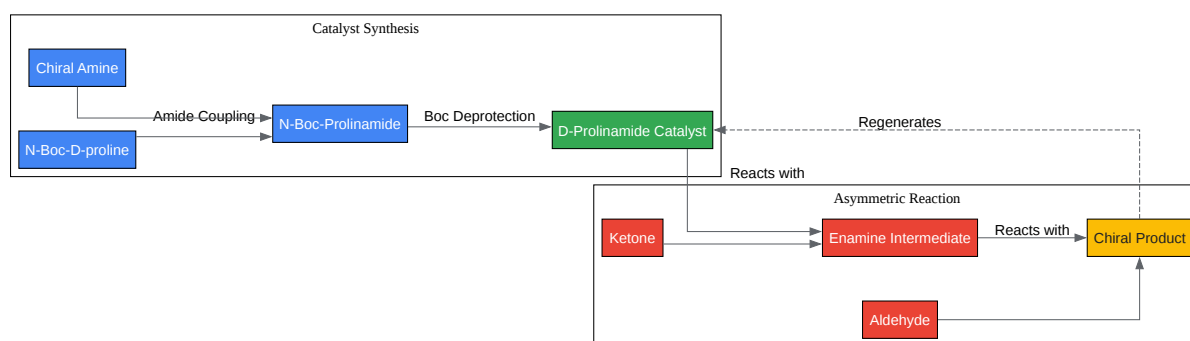 Catalyst Synthesis
Chiral Amine
Amide Coupling
N-Boc-D-proline
N-Boc-Prolinamide
Boc Deprotection
D-Prolinamide Catalyst
Regenerates
Reacts with
Asymmetric Reaction
Ketone
Enamine Intermediate
Reacts with
Chiral Product
Aldehyde